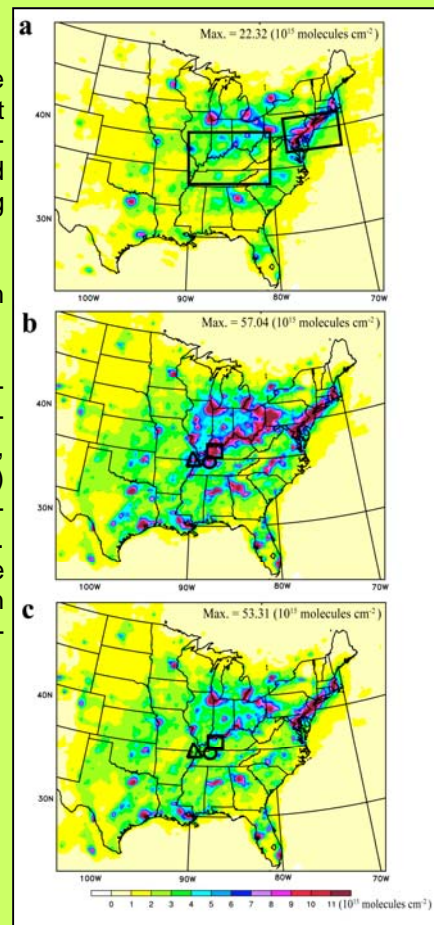 a
Max. = 22.32 (10¹⁵ molecules cm⁻²)
40N
30N
100W 90W 80W 70W
b
Max. = 57.04 (10¹⁵ molecules cm⁻²)
40N
30N
100W 90W 80W 70W
c
Max. = 53.31 (10¹⁵ molecules cm⁻²)
40N
30N
100W 90W 80W 70W
0 1 2 3 4 5 6 7 8 9 10 11 (10¹⁵ molecules cm⁻²)